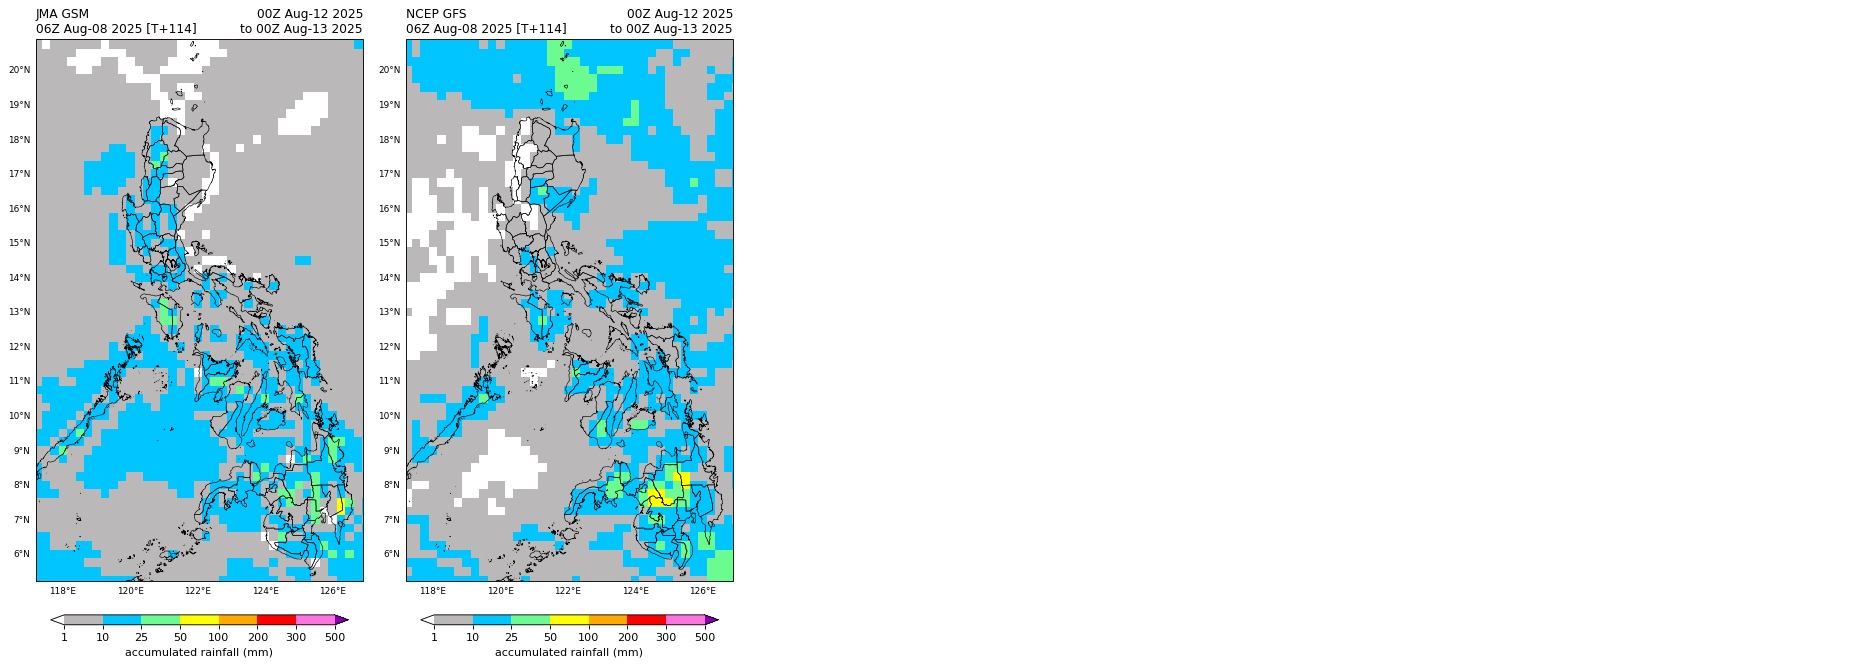 JMA GSM 00Z Aug-12 2025
06Z Aug-08 2025 [T+114] to 00Z Aug-13 2025
20°N
19°N
18°N
17°N
16°N
15°N
14°N
13°N
12°N
11°N
10°N
9°N
8°N
7°N
6°N
118°E 120°E 122°E 124°E 126°E
1 10 25 50 100 200 300 500
accumulated rainfall (mm)
NCEP GFS 00Z Aug-12 2025
06Z Aug-08 2025 [T+114] to 00Z Aug-13 2025
20°N
19°N
18°N
17°N
16°N
15°N
14°N
13°N
12°N
11°N
10°N
9°N
8°N
7°N
6°N
118°E 120°E 122°E 124°E 126°E
1 10 25 50 100 200 300 500
accumulated rainfall (mm)